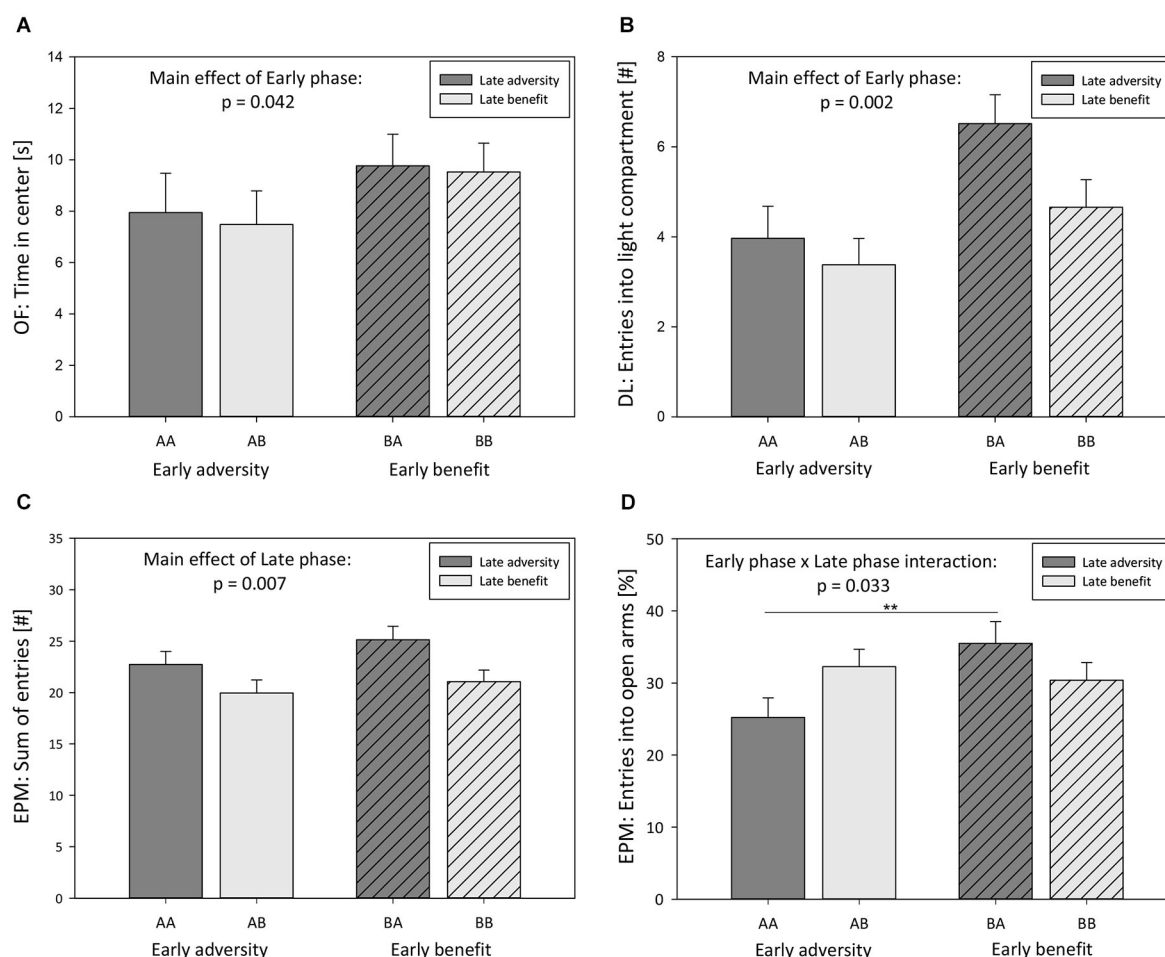 A
OF: Time in center [s]
14
12
10
8
6
4
2
0
Main effect of Early phase:
p = 0.042
Late adversity
Late benefit
AA
AB
BA
BB
Early adversity
Early benefit
B
DL: Entries into light compartment [#]
8
6
4
2
0
Main effect of Early phase:
p = 0.002
Late adversity
Late benefit
AA
AB
BA
BB
Early adversity
Early benefit
C
EPM: Sum of entries [#]
35
30
25
20
15
10
5
0
Main effect of Late phase:
p = 0.007
Late adversity
Late benefit
AA
AB
BA
BB
Early adversity
Early benefit
D
EPM: Entries into open arms [%]
50
40
30
20
10
0
Early phase x Late phase interaction:
p = 0.033
**
Late adversity
Late benefit
AA
AB
BA
BB
Early adversity
Early benefit